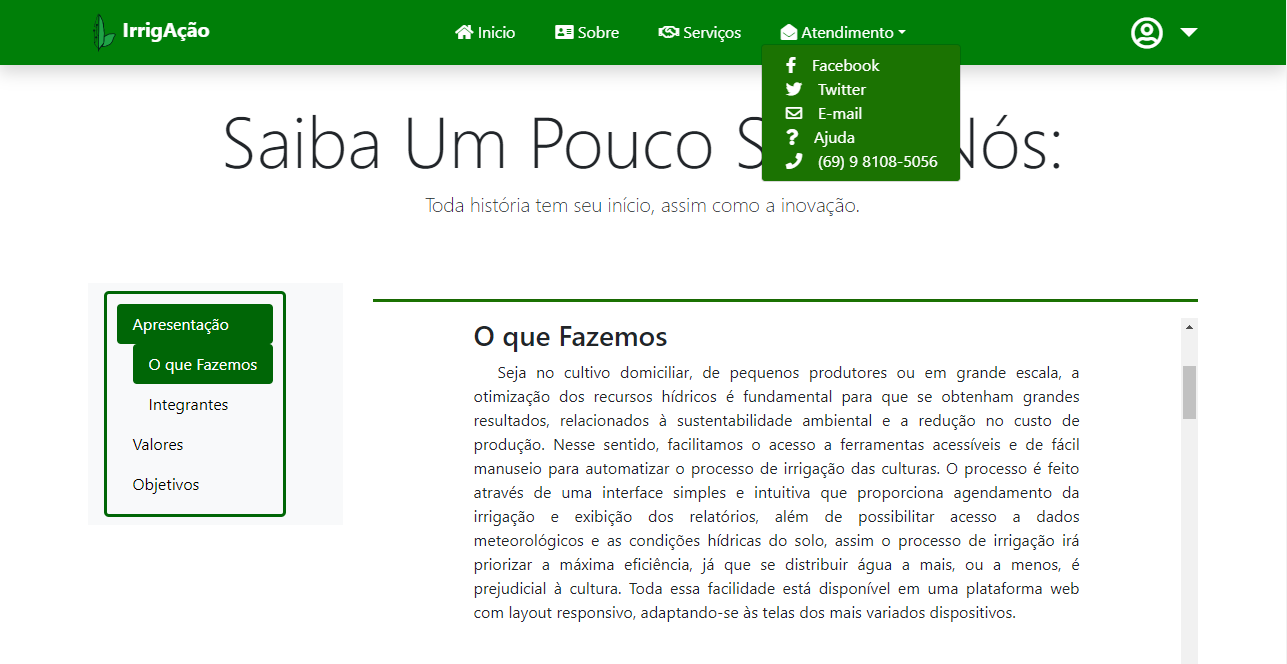 IrrigAção
Inicio
Sobre
Serviços
Atendimento
Facebook
Twitter
E-mail
Ajuda
(69) 9 8108-5056
Saiba Um Pouco S Nós:
Toda história tem seu início, assim como a inovação.
Apresentação
O que Fazemos
Integrantes
Valores
Objetivos
O que Fazemos
Seja no cultivo domiciliar, de pequenos produtores ou em grande escala, a
otimização dos recursos hídricos é fundamental para que se obtenham grandes
resultados, relacionados à sustentabilidade ambiental e a redução no custo de
produção. Nesse sentido, facilitamos o acesso a ferramentas acessíveis e de fácil
manuseio para automatizar o processo de irrigação das culturas. O processo é feito
através de uma interface simples e intuitiva que proporciona agendamento da
irrigação e exibição dos relatórios, além de possibilitar acesso a dados
meteorológicos e as condições hídricas do solo, assim o processo de irrigação irá
priorizar a máxima eficiência, já que se distribuir água a mais, ou a menos, é
prejudicial à cultura. Toda essa facilidade está disponível em uma plataforma web
com layout responsivo, adaptando-se às telas dos mais variados dispositivos.